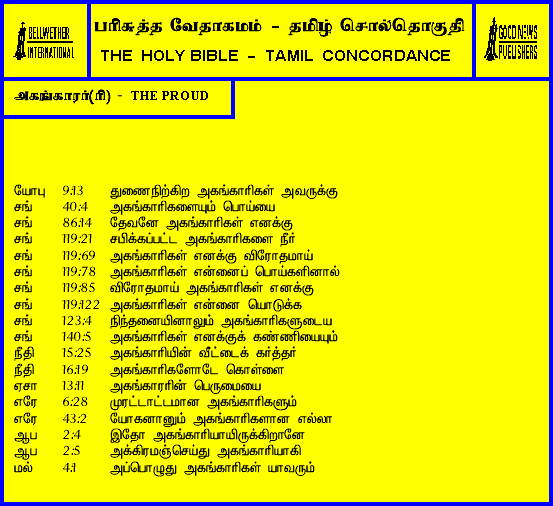 BELLWETHER
INTERNATIONAL
பரிசுத்த வேதாகமம் - தமிழ் சொல்தொகுதி
THE HOLY BIBLE - TAMIL CONCORDANCE
GOOD NEWS
PUBLISHERS
அகங்காரர்(ரி) - THE PROUD
யோபு 9:13 துணைநிற்கிற அகங்காரிகள் அவருக்கு
சங் 40:4 அகங்காரிகளையும் பொய்யை
சங் 86:14 தேவனே அகங்காரிகள் எனக்கு
சங் 119:21 சபிக்கப்பட்ட அகங்காரிகளை நீர்
சங் 119:69 அகங்காரிகள் எனக்கு விரோதமாய்
சங் 119:78 அகங்காரிகள் என்னைப் பொய்களினால்
சங் 119:85 விரோதமாய் அகங்காரிகள் எனக்கு
சங் 119:122 அகங்காரிகள் என்னை யொடுக்க
சங் 123:4 நிந்தனையினாலும் அகங்காரிகளுடைய
சங் 140:5 அகங்காரிகள் எனக்குக் கண்ணியையும்
நீதி 15:25 அகங்காரியின் வீட்டைக் கர்த்தர்
நீதி 16:19 அகங்காரிகளோடே கொள்ளை
ஏசா 13:11 அகங்காரரின் பெருமையை
எரே 6:28 முரட்டாட்டமான அகங்காரிகளும்
எரே 43:2 யோகனானும் அகங்காரிகளான எல்லா
ஆப 2:4 இதோ அகங்காரியாயிருக்கிறானே
ஆப 2:5 அக்கிரமஞ்செய்து அகங்காரியாகி
மல் 4:1 அப்பொழுது அகங்காரிகள் யாவரும்